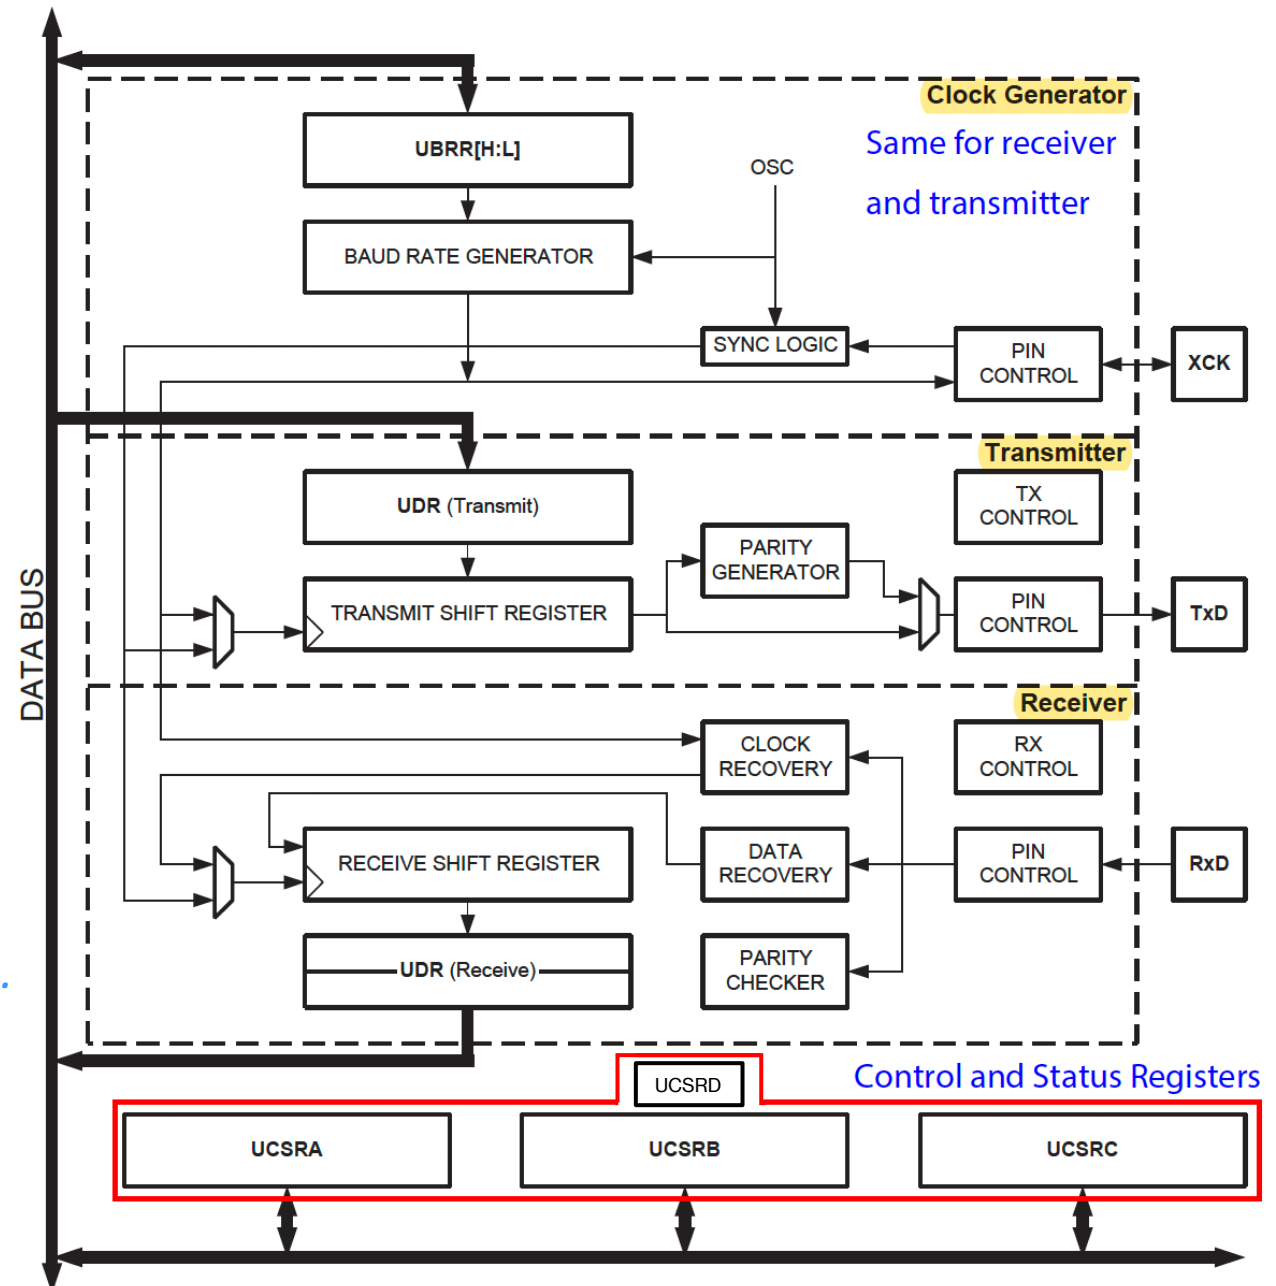 Clock Generator
UBRR[H:L]
Same for receiver
and transmitter
OSC
BAUD RATE GENERATOR
SYNC LOGIC
PIN
CONTROL
XCK
Transmitter
UDR (Transmit)
TX
CONTROL
PARITY
GENERATOR
TRANSMIT SHIFT REGISTER
PIN
CONTROL
TxD
DATA BUS
Receiver
CLOCK
RECOVERY
RX
CONTROL
RECEIVE SHIFT REGISTER
DATA
RECOVERY
PIN
CONTROL
RxD
UDR (Receive)
PARITY
CHECKER
Control and Status Registers
UCSRD
UCSRA
UCSRB
UCSRC